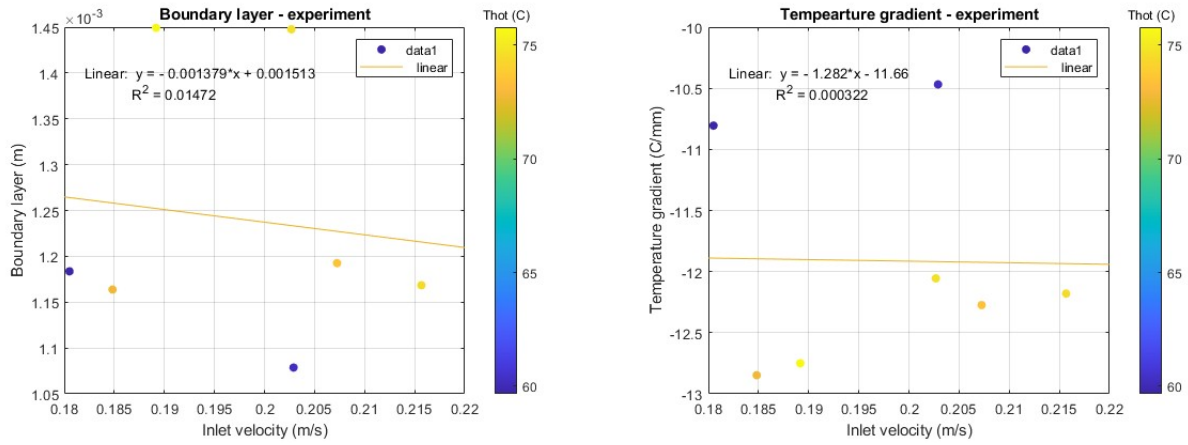 Boundary layer - experiment
×10⁻³
Thot (C)
1.45
1.4
1.35
1.3
1.25
1.2
1.15
1.1
1.05
Boundary layer (m)
data1
linear
Linear: y = - 0.001379*x + 0.001513
R² = 0.01472
0.18 0.185 0.19 0.195 0.2 0.205 0.21 0.215 0.22
Inlet velocity (m/s)
75
70
65
60
Tempearture gradient - experiment
Thot (C)
-10
-10.5
-11
-11.5
-12
-12.5
-13
Temperature gradient (C/mm)
data1
linear
Linear: y = - 1.282*x - 11.66
R² = 0.000322
0.18 0.185 0.19 0.195 0.2 0.205 0.21 0.215 0.22
Inlet velocity (m/s)
75
70
65
60